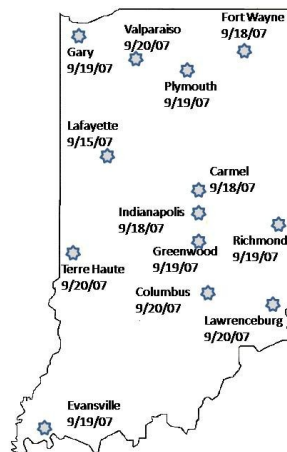 Fort Wayne
9/18/07
Valparaiso
9/20/07
Gary
9/19/07
Plymouth
9/19/07
Lafayette
9/15/07
Carmel
9/18/07
Indianapolis
9/18/07
Richmond
9/19/07
Greenwood
9/19/07
Terre Haute
9/20/07
Columbus
9/20/07
Lawrenceburg
9/20/07
Evansville
9/19/07